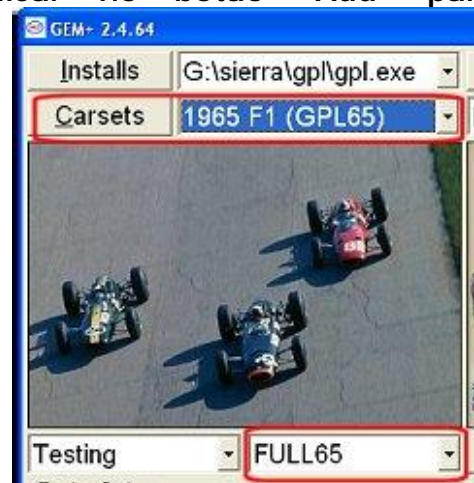 GEM+ 2.4.64
Installs G:\sierra\gpl\gpl.exe
Carsets 1965 F1 (GPL65)
Testing FULL65